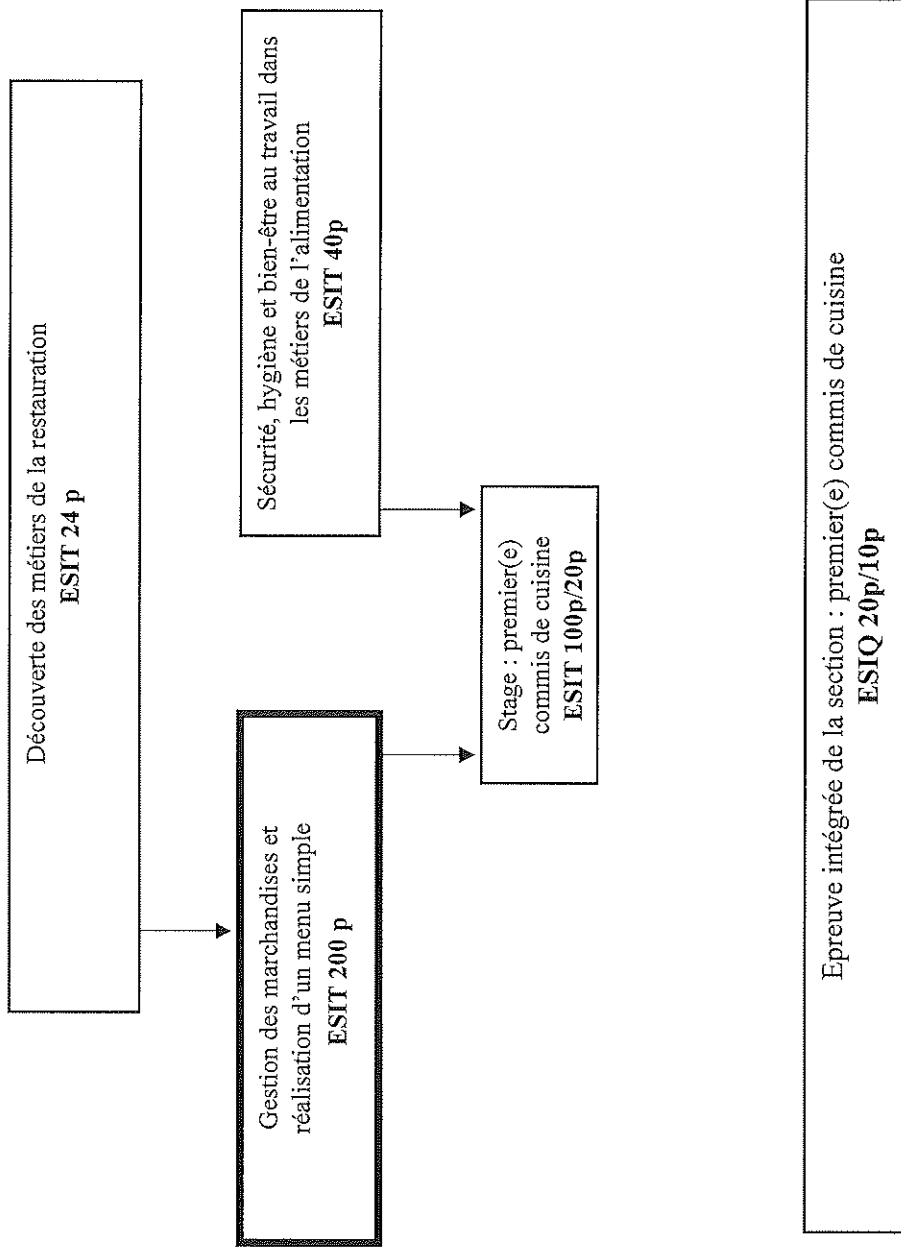 Découverte des métiers de la restauration
ESIT 24 p
Gestion des marchandises et
réalisation d'un menu simple
ESIT 200 p
Sécurité, hygiène et bien-être au travail dans
les métiers de l'alimentation
ESIT 40p
Stage : premier(e)
commis de cuisine
ESIT 100p/20p
Epreuve intégrée de la section : premier(e) commis de cuisine
ESIQ 20p/10p